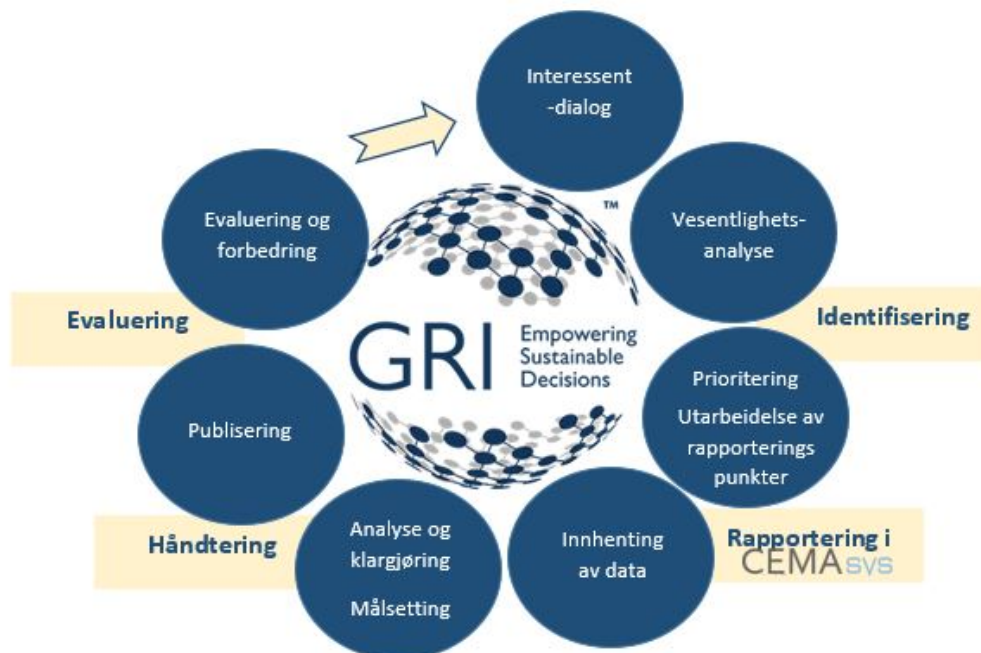 Interessent
-dialog
Vesentlighets-
analyse
Identifisering
Prioritering
Utarbeidelse av
rapporterings
punkter
Rapportering i
CEMAsys
Innhenting
av data
Analyse og
klargjøring
Målsetting
Håndtering
Publisering
Evaluering
Evaluering og
forbedring
GRI
Empowering
Sustainable
Decisions
™